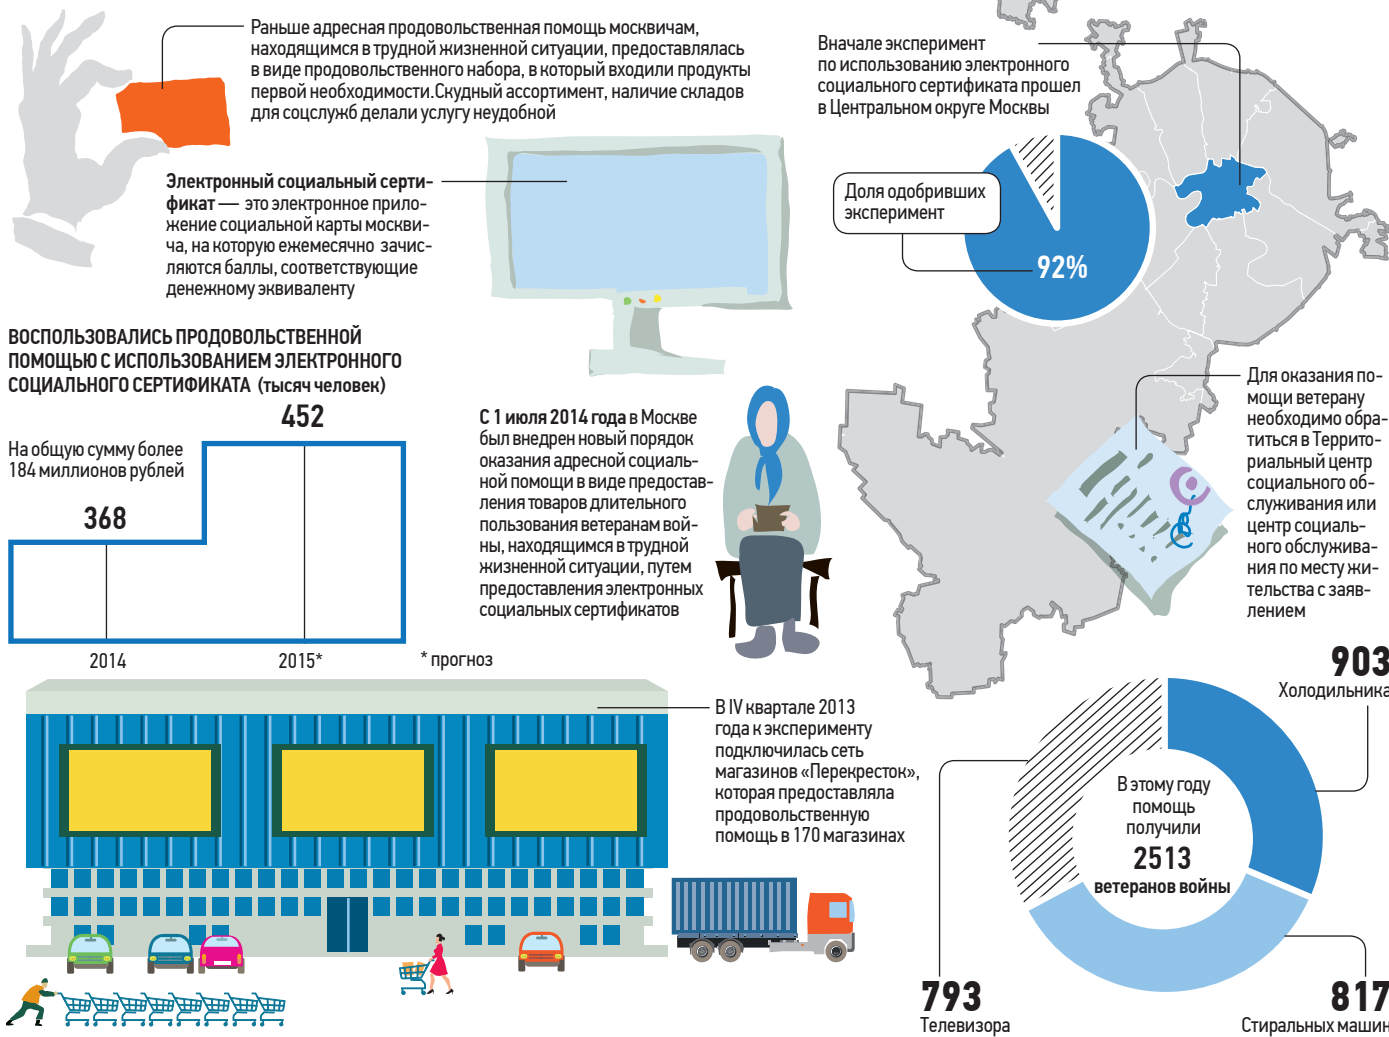 Раньше адресная продовольственная помощь москвичам,
находящимся в трудной жизненной ситуации, предоставлялась
в виде продовольственного набора, в который входили продукты
первой необходимости.Скудный ассортимент, наличие складов
для соцслужб делали услугу неудобной
Электронный социальный серти-
фикат — это электронное прило-
жение социальной карты москви-
ча, на которую ежемесячно зачис-
ляются баллы, соответствующие
денежному эквиваленту
Вначале эксперимент
по использованию электронного
социального сертификата прошел
в Центральном округе Москвы
Доля одобривших
эксперимент
92%
ВОСПОЛЬЗОВАЛИСЬ ПРОДОВОЛЬСТВЕННОЙ
ПОМОЩЬЮ С ИСПОЛЬЗОВАНИЕМ ЭЛЕКТРОННОГО
СОЦИАЛЬНОГО СЕРТИФИКАТА (тысяч человек)
452
На общую сумму более
184 миллионов рублей
368
2014
2015*
* прогноз
С 1 июля 2014 года в Москве
был внедрен новый порядок
оказания адресной социаль-
ной помощи в виде предостав-
ления товаров длительного
пользования ветеранам вой-
ны, находящимся в трудной
жизненной ситуации, путем
предоставления электронных
социальных сертификатов
Для оказания по-
мощи ветерану
необходимо обра-
титься в Террито-
риальный центр
социального об-
служивания или
центр социаль-
ного обслужива-
ния по месту жи-
тельства с заяв-
лением
В IV квартале 2013
года к эксперименту
подключилась сеть
магазинов «Перекресток»,
которая предоставляла
продовольственную
помощь в 170 магазинах
903
Холодильника
В этому году
помощь
получили
2513
ветеранов войны
793
Телевизора
817
Стиральных машин